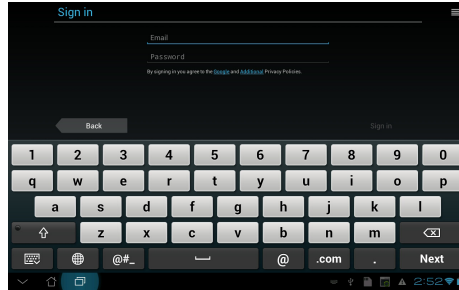 Sign in
Email
Password
By signing in you agree to the Google and Additional Privacy Policies.
Back
Sign in
1 2 3 4 5 6 7 8 9 0
q w e r t y u i o p
a s d f g h j k l
z x c v b n m
@#_ @ .com . Next
2:52